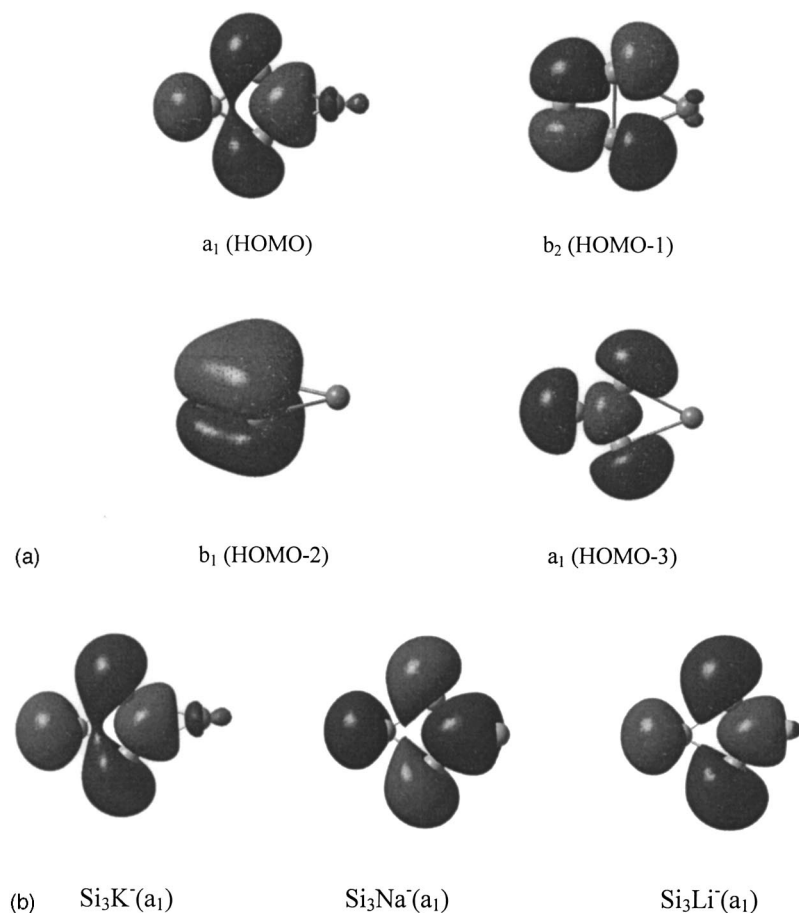 a₁ (HOMO) b₂ (HOMO-1)
(a) b₁ (HOMO-2) a₁ (HOMO-3)
(b) Si₃K⁻(a₁) Si₃Na⁻(a₁) Si₃Li⁻(a₁)